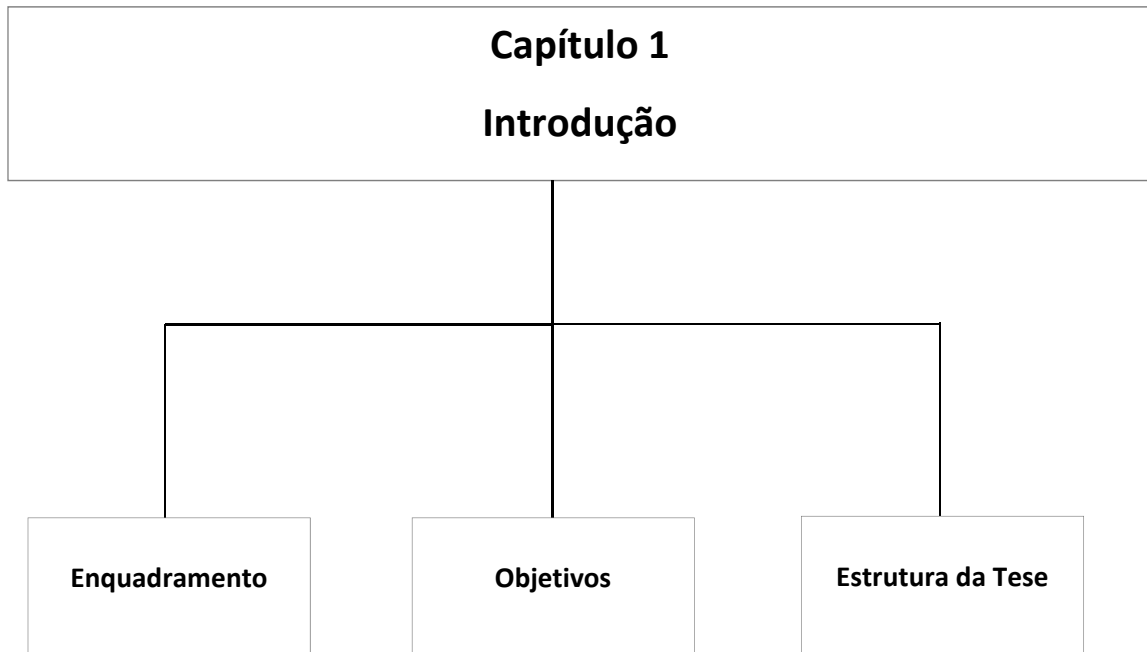 Capítulo 1
Introdução
Enquadramento
Objetivos
Estrutura da Tese